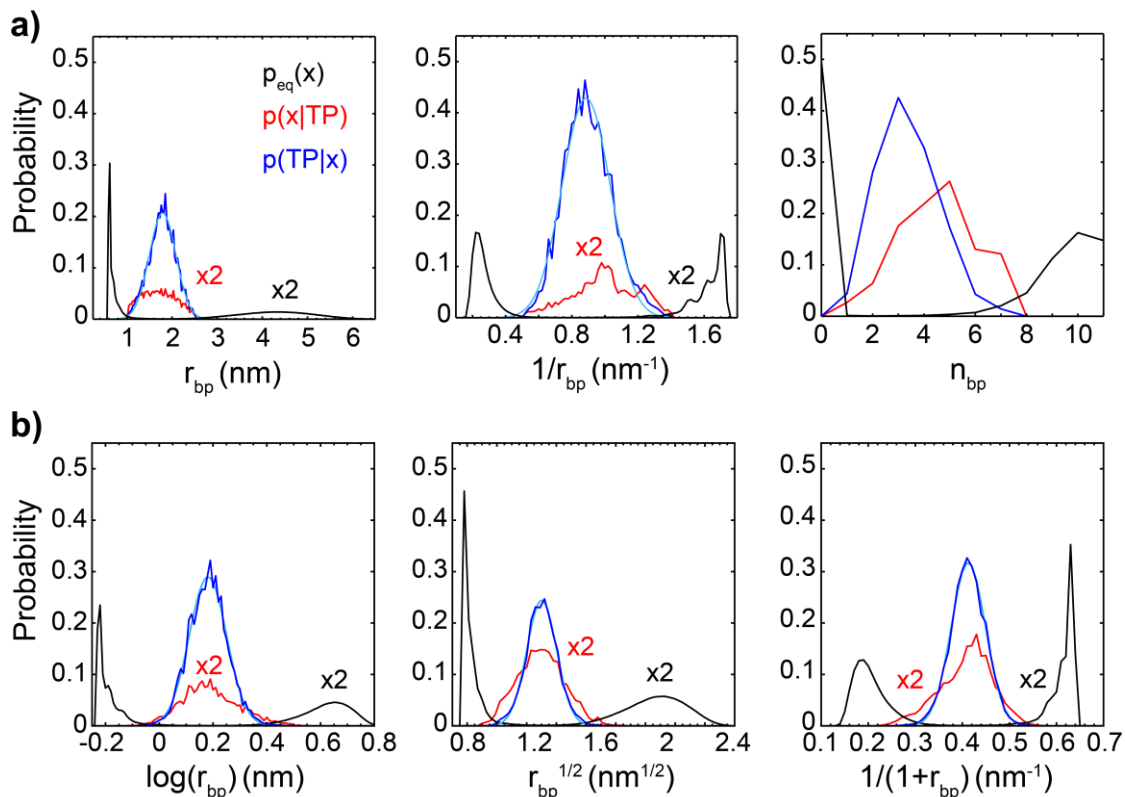 a)
Probability
0.5
0.4
0.3
0.2
0.1
0
p_eq(x)
p(x|TP)
p(TP|x)
x2
x2
1 2 3 4 5 6
r_bp (nm)
0.5
0.4
0.3
0.2
0.1
0
x2
x2
0.4 0.8 1.2 1.6
1/r_bp (nm⁻¹)
0.5
0.4
0.3
0.2
0.1
0
0 2 4 6 8 10
n_bp
b)
Probability
0.5
0.4
0.3
0.2
0.1
0
x2
x2
-0.2 0 0.2 0.4 0.6 0.8
log(r_bp) (nm)
0.5
0.4
0.3
0.2
0.1
0
x2
x2
0.8 1.2 1.6 2 2.4
r_bp^1/2 (nm^1/2)
0.5
0.4
0.3
0.2
0.1
0
x2
x2
0.1 0.2 0.3 0.4 0.5 0.6 0.7
1/(1+r_bp) (nm⁻¹)